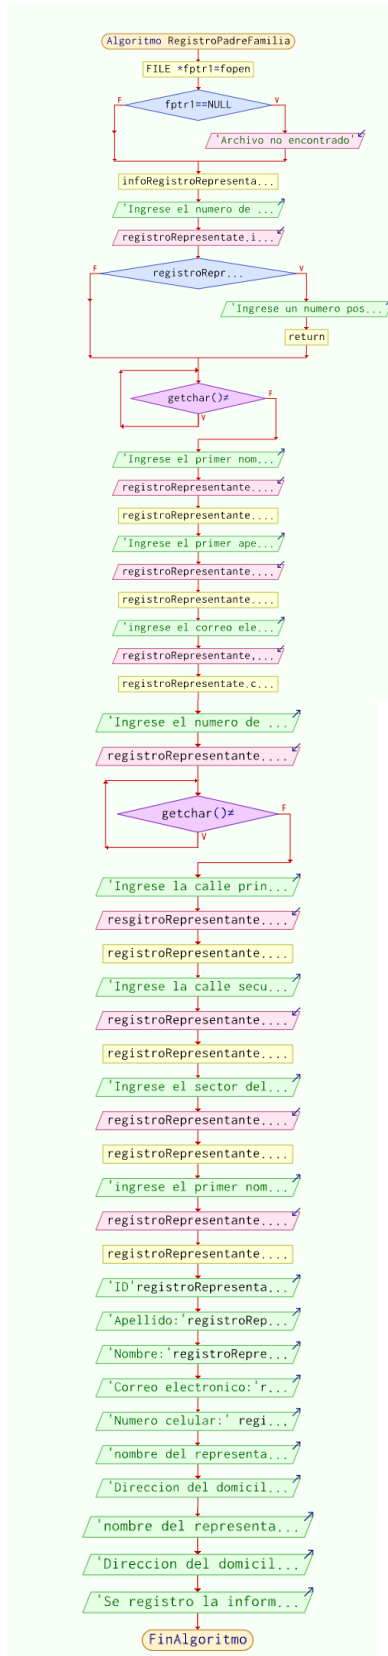 Algoritmo RegistroPadreFamilia
FILE *fptr1=fopen
F
fptr1==NULL
V
'Archivo no encontrado'
infoRegistroRepresenta...
'Ingrese el numero de ...
registroRepresentate.i...
F
registroRepr...
V
'Ingrese un numero pos...
return
getchar()≠
F
V
'Ingrese el primer nom...
registroRepresentante....
registroRepresentante....
'Ingrese el primer ape...
registroRepresentante....
registroRepresentante....
'ingrese el correo ele...
registroRepresentante,...
registroRepresentate.c...
'Ingrese el numero de ...
registroRepresentante....
getchar()≠
F
V
'Ingrese la calle prin...
resgitroRepresentante....
registroRepresentante....
'Ingrese la calle secu...
registroRepresentante....
registroRepresentante....
'Ingrese el sector del...
registroRepresentante....
registroRepresentante....
'ingrese el primer nom...
registroRepresentante....
registroRepresentante....
'ID'registroRepresenta...
'Apellido:'registroRep...
'Nombre:'registroRepre...
'Correo electronico:'r...
'Numero celular:' regi...
'nombre del representa...
'Direccion del domicil...
'nombre del representa...
'Direccion del domicil...
'Se registro la inform...
FinAlgoritmo